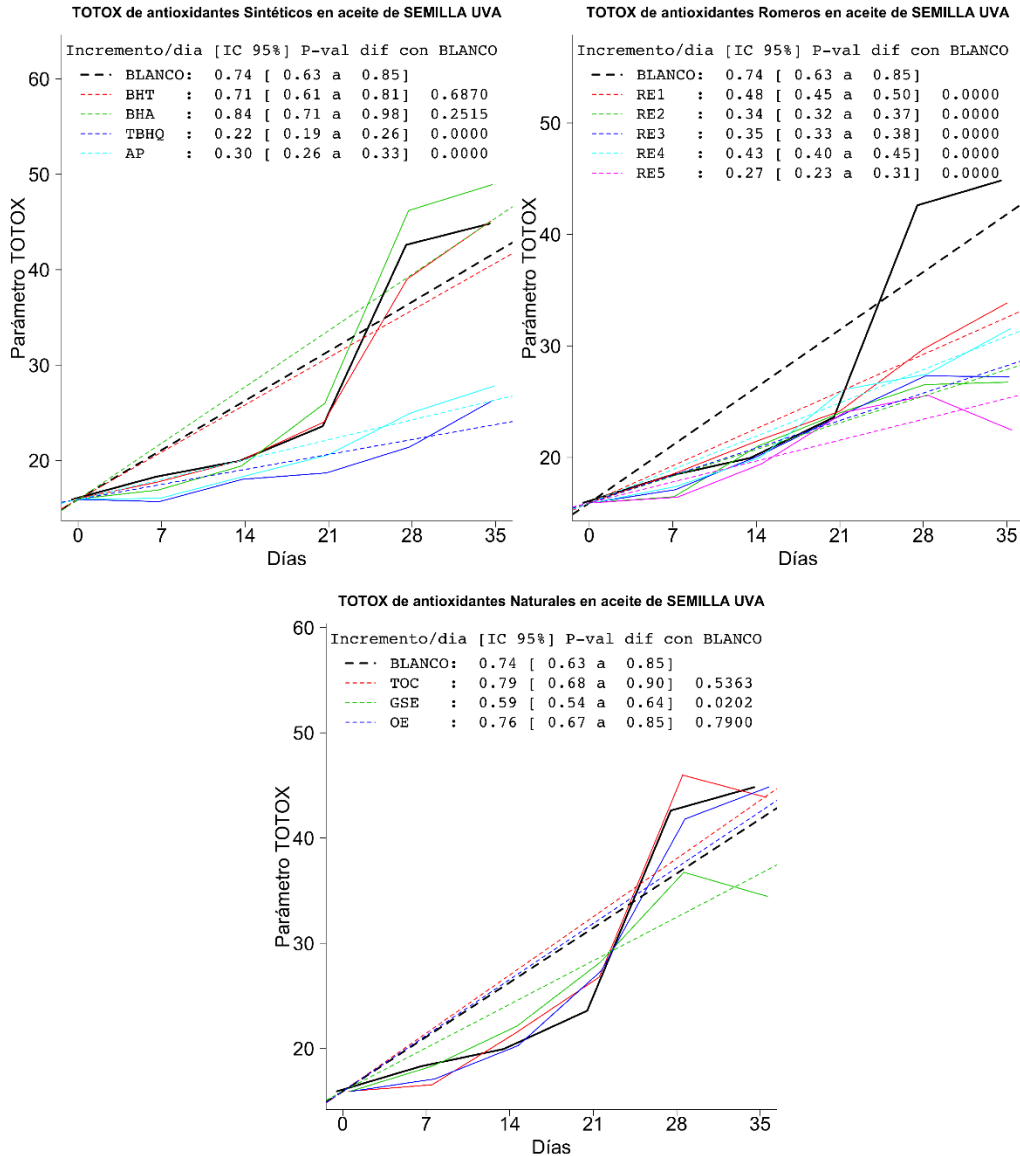 TOTOX de antioxidantes Sintéticos en aceite de SEMILLA UVA
Incremento/dia [IC 95%] P-val dif con BLANCO
BLANCO: 0.74 [ 0.63 a 0.85]
BHT : 0.71 [ 0.61 a 0.81] 0.6870
BHA : 0.84 [ 0.71 a 0.98] 0.2515
TBHQ : 0.22 [ 0.19 a 0.26] 0.0000
AP : 0.30 [ 0.26 a 0.33] 0.0000
Parámetro TOTOX
60
50
40
30
20
0 7 14 21 28 35
Días
TOTOX de antioxidantes Romeros en aceite de SEMILLA UVA
Incremento/dia [IC 95%] P-val dif con BLANCO
BLANCO: 0.74 [ 0.63 a 0.85]
RE1 : 0.48 [ 0.45 a 0.50] 0.0000
RE2 : 0.34 [ 0.32 a 0.37] 0.0000
RE3 : 0.35 [ 0.33 a 0.38] 0.0000
RE4 : 0.43 [ 0.40 a 0.45] 0.0000
RE5 : 0.27 [ 0.23 a 0.31] 0.0000
Parámetro TOTOX
50
40
30
20
0 7 14 21 28 35
Días
TOTOX de antioxidantes Naturales en aceite de SEMILLA UVA
Incremento/dia [IC 95%] P-val dif con BLANCO
BLANCO: 0.74 [ 0.63 a 0.85]
TOC : 0.79 [ 0.68 a 0.90] 0.5363
GSE : 0.59 [ 0.54 a 0.64] 0.0202
OE : 0.76 [ 0.67 a 0.85] 0.7900
Parámetro TOTOX
60
50
40
30
20
0 7 14 21 28 35
Días